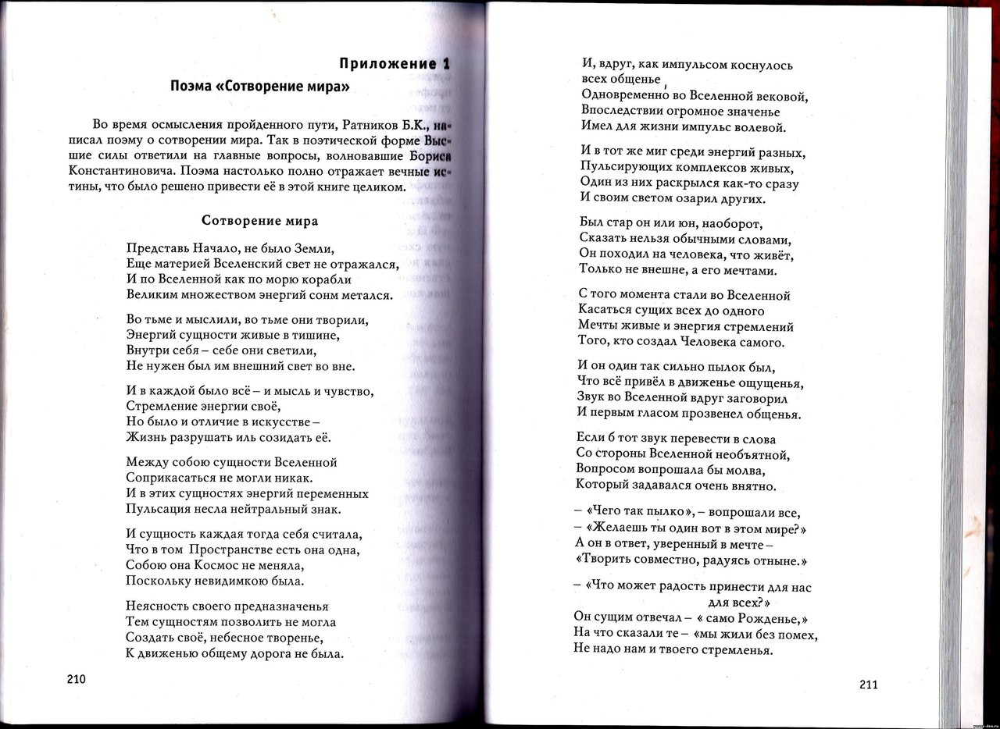 Приложение 1
Поэма «Сотворение мира»
Во время осмысления пройденного пути, Ратников Б.К., на-
писал поэму о сотворении мира. Так в поэтической форме Выс-
шие силы ответили на главные вопросы, волновавшие Бориса
Константиновича. Поэма настолько полно отражает вечные ис-
тины, что было решено привести её в этой книге целиком.
Сотворение мира
Представь Начало, не было Земли,
Еще материей Вселенский свет не отражался,
И по Вселенной как по морю корабли
Великим множеством энергий сонм метался.
Во тьме и мыслили, во тьме они творили,
Энергий сущности живые в тишине,
Внутри себя – себе они светили,
Не нужен был им внешний свет во вне.
И в каждой было всё – и мысль и чувство,
Стремление энергии своё,
Но было и отличие в искусстве –
Жизнь разрушать иль созидать её.
Между собою сущности Вселенной
Соприкасаться не могли никак.
И в этих сущностях энергий переменных
Пульсация несла нейтральный знак.
И сущность каждая тогда себя считала,
Что в том Пространстве есть она одна,
Собою она Космос не меняла,
Поскольку невидимкою была.
Неясность своего предназначенья
Тем сущностям позволить не могла
Создать своё, небесное творенье,
К движенью общему дорога не была.
210
И, вдруг, как импульсом коснулось
всех общенье,
Одновременно во Вселенной вековой,
Впоследствии огромное значенье
Имел для жизни импульс волевой.
И в тот же миг среди энергий разных,
Пульсирующих комплексов живых,
Один из них раскрылся как-то сразу
И своим светом озарил других.
Был стар он или юн, наоборот,
Сказать нельзя обычными словами,
Он походил на человека, что живёт,
Только не внешне, а его мечтами.
С того момента стали во Вселенной
Касаться сущих всех до одного
Мечты живые и энергия стремлений
Того, кто создал Человека самого.
И он один так сильно пылок был,
Что всё привёл в движенье ощущенья,
Звук во Вселенной вдруг заговорил
И первым гласом прозвенел общенья.
Если б тот звук перевести в слова
Со стороны Вселенной необъятной,
Вопросом вопрошала бы молва,
Который задавался очень внятно.
– «Чего так пылко», – вопрошали все,
– «Желаешь ты один вот в этом мире?»
А он в ответ, уверенный в мечте –
«Творить совместно, радуясь отныне.»
– «Что может радость принести для нас
для всех?»
Он сущим отвечал – « само Рожденье,»
На что сказали те – «мы жили без помех,
Не надо нам и твоего стремленья.
211